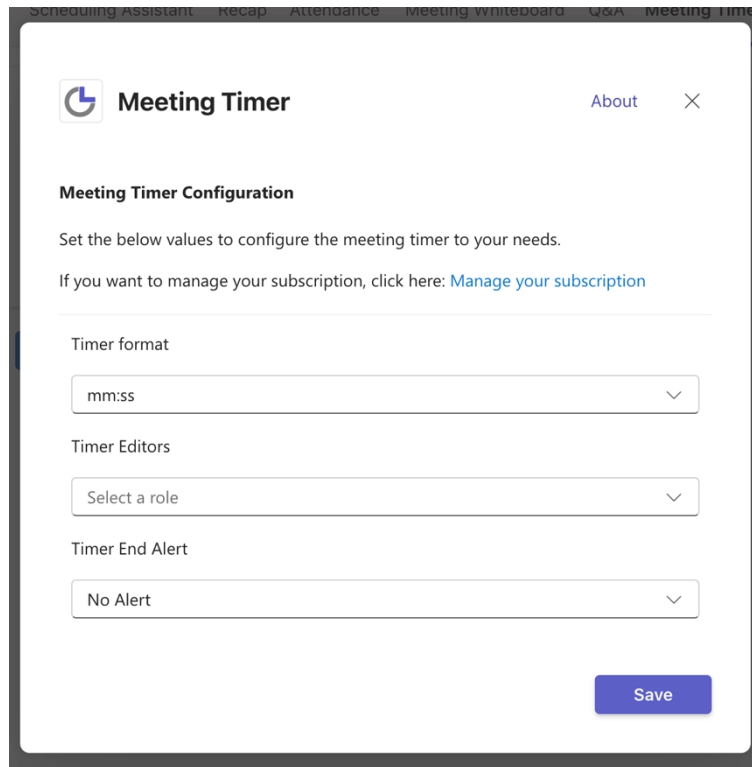 Scheduling Assistant Recap Attendance Meeting Whiteboard Q&A Meeting Time
Meeting Timer
About
Meeting Timer Configuration
Set the below values to configure the meeting timer to your needs.
If you want to manage your subscription, click here: Manage your subscription
Timer format
mm:ss
Timer Editors
Select a role
Timer End Alert
No Alert
Save